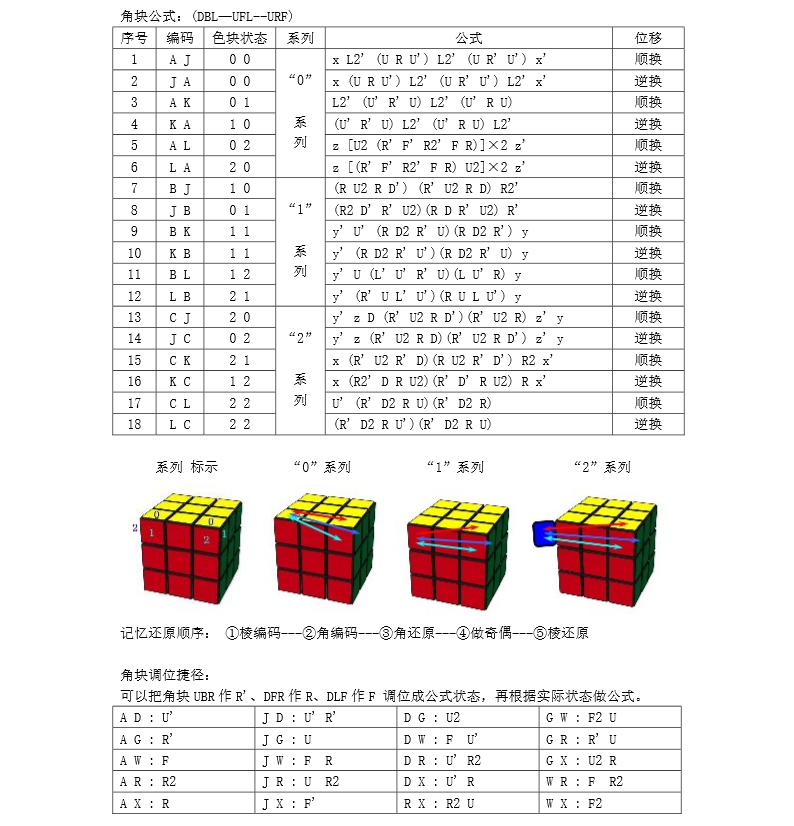 角块公式：(DBL—UFL--URF)
序号 编码 色块状态 系列 公式 位移
1 A J 0 0 x L2' (U R U') L2' (U R' U') x' 顺换
2 J A 0 0 “0” x (U R U') L2' (U R' U') L2' x' 逆换
3 A K 0 1 L2' (U' R' U) L2' (U' R U) 顺换
4 K A 1 0 系 (U' R' U) L2' (U' R U) L2' 逆换
5 A L 0 2 列 z [U2 (R' F' R2' F R)]×2 z' 顺换
6 L A 2 0 z [(R' F' R2' F R) U2]×2 z' 逆换
7 B J 1 0 (R U2 R D') (R' U2 R D) R2' 顺换
8 J B 0 1 “1” (R2 D' R' U2)(R D R' U2) R' 逆换
9 B K 1 1 y' U' (R D2 R' U)(R D2 R') y 顺换
10 K B 1 1 系 y' (R D2 R' U')(R D2 R' U) y 逆换
11 B L 1 2 列 y' U (L' U' R' U)(L U' R) y 顺换
12 L B 2 1 y' (R' U L' U')(R U L U') y 逆换
13 C J 2 0 y' z D (R' U2 R D')(R' U2 R) z' y 顺换
14 J C 0 2 “2” y' z (R' U2 R D)(R' U2 R D') z' y 逆换
15 C K 2 1 x (R' U2 R' D)(R U2 R' D') R2 x' 顺换
16 K C 1 2 系 x (R2' D R U2)(R' D' R U2) R x' 逆换
17 C L 2 2 列 U' (R' D2 R U)(R' D2 R) 顺换
18 L C 2 2 (R' D2 R U')(R' D2 R U) 逆换
系列 标示 “0”系列 “1”系列 “2”系列
0 0
2 1 2 1
记忆还原顺序： ①棱编码---②角编码---③角还原---④做奇偶---⑤棱还原
角块调位捷径：
可以把角块 UBR 作 R'、DFR 作 R、DLF 作 F 调位成公式状态，再根据实际状态做公式。
A D : U' J D : U' R' D G : U2 G W : F2 U
A G : R' J G : U D W : F U' G R : R' U
A W : F J W : F R D R : U' R2 G X : U2 R
A R : R2 J R : U R2 D X : U' R W R : F R2
A X : R J X : F' R X : R2 U W X : F2